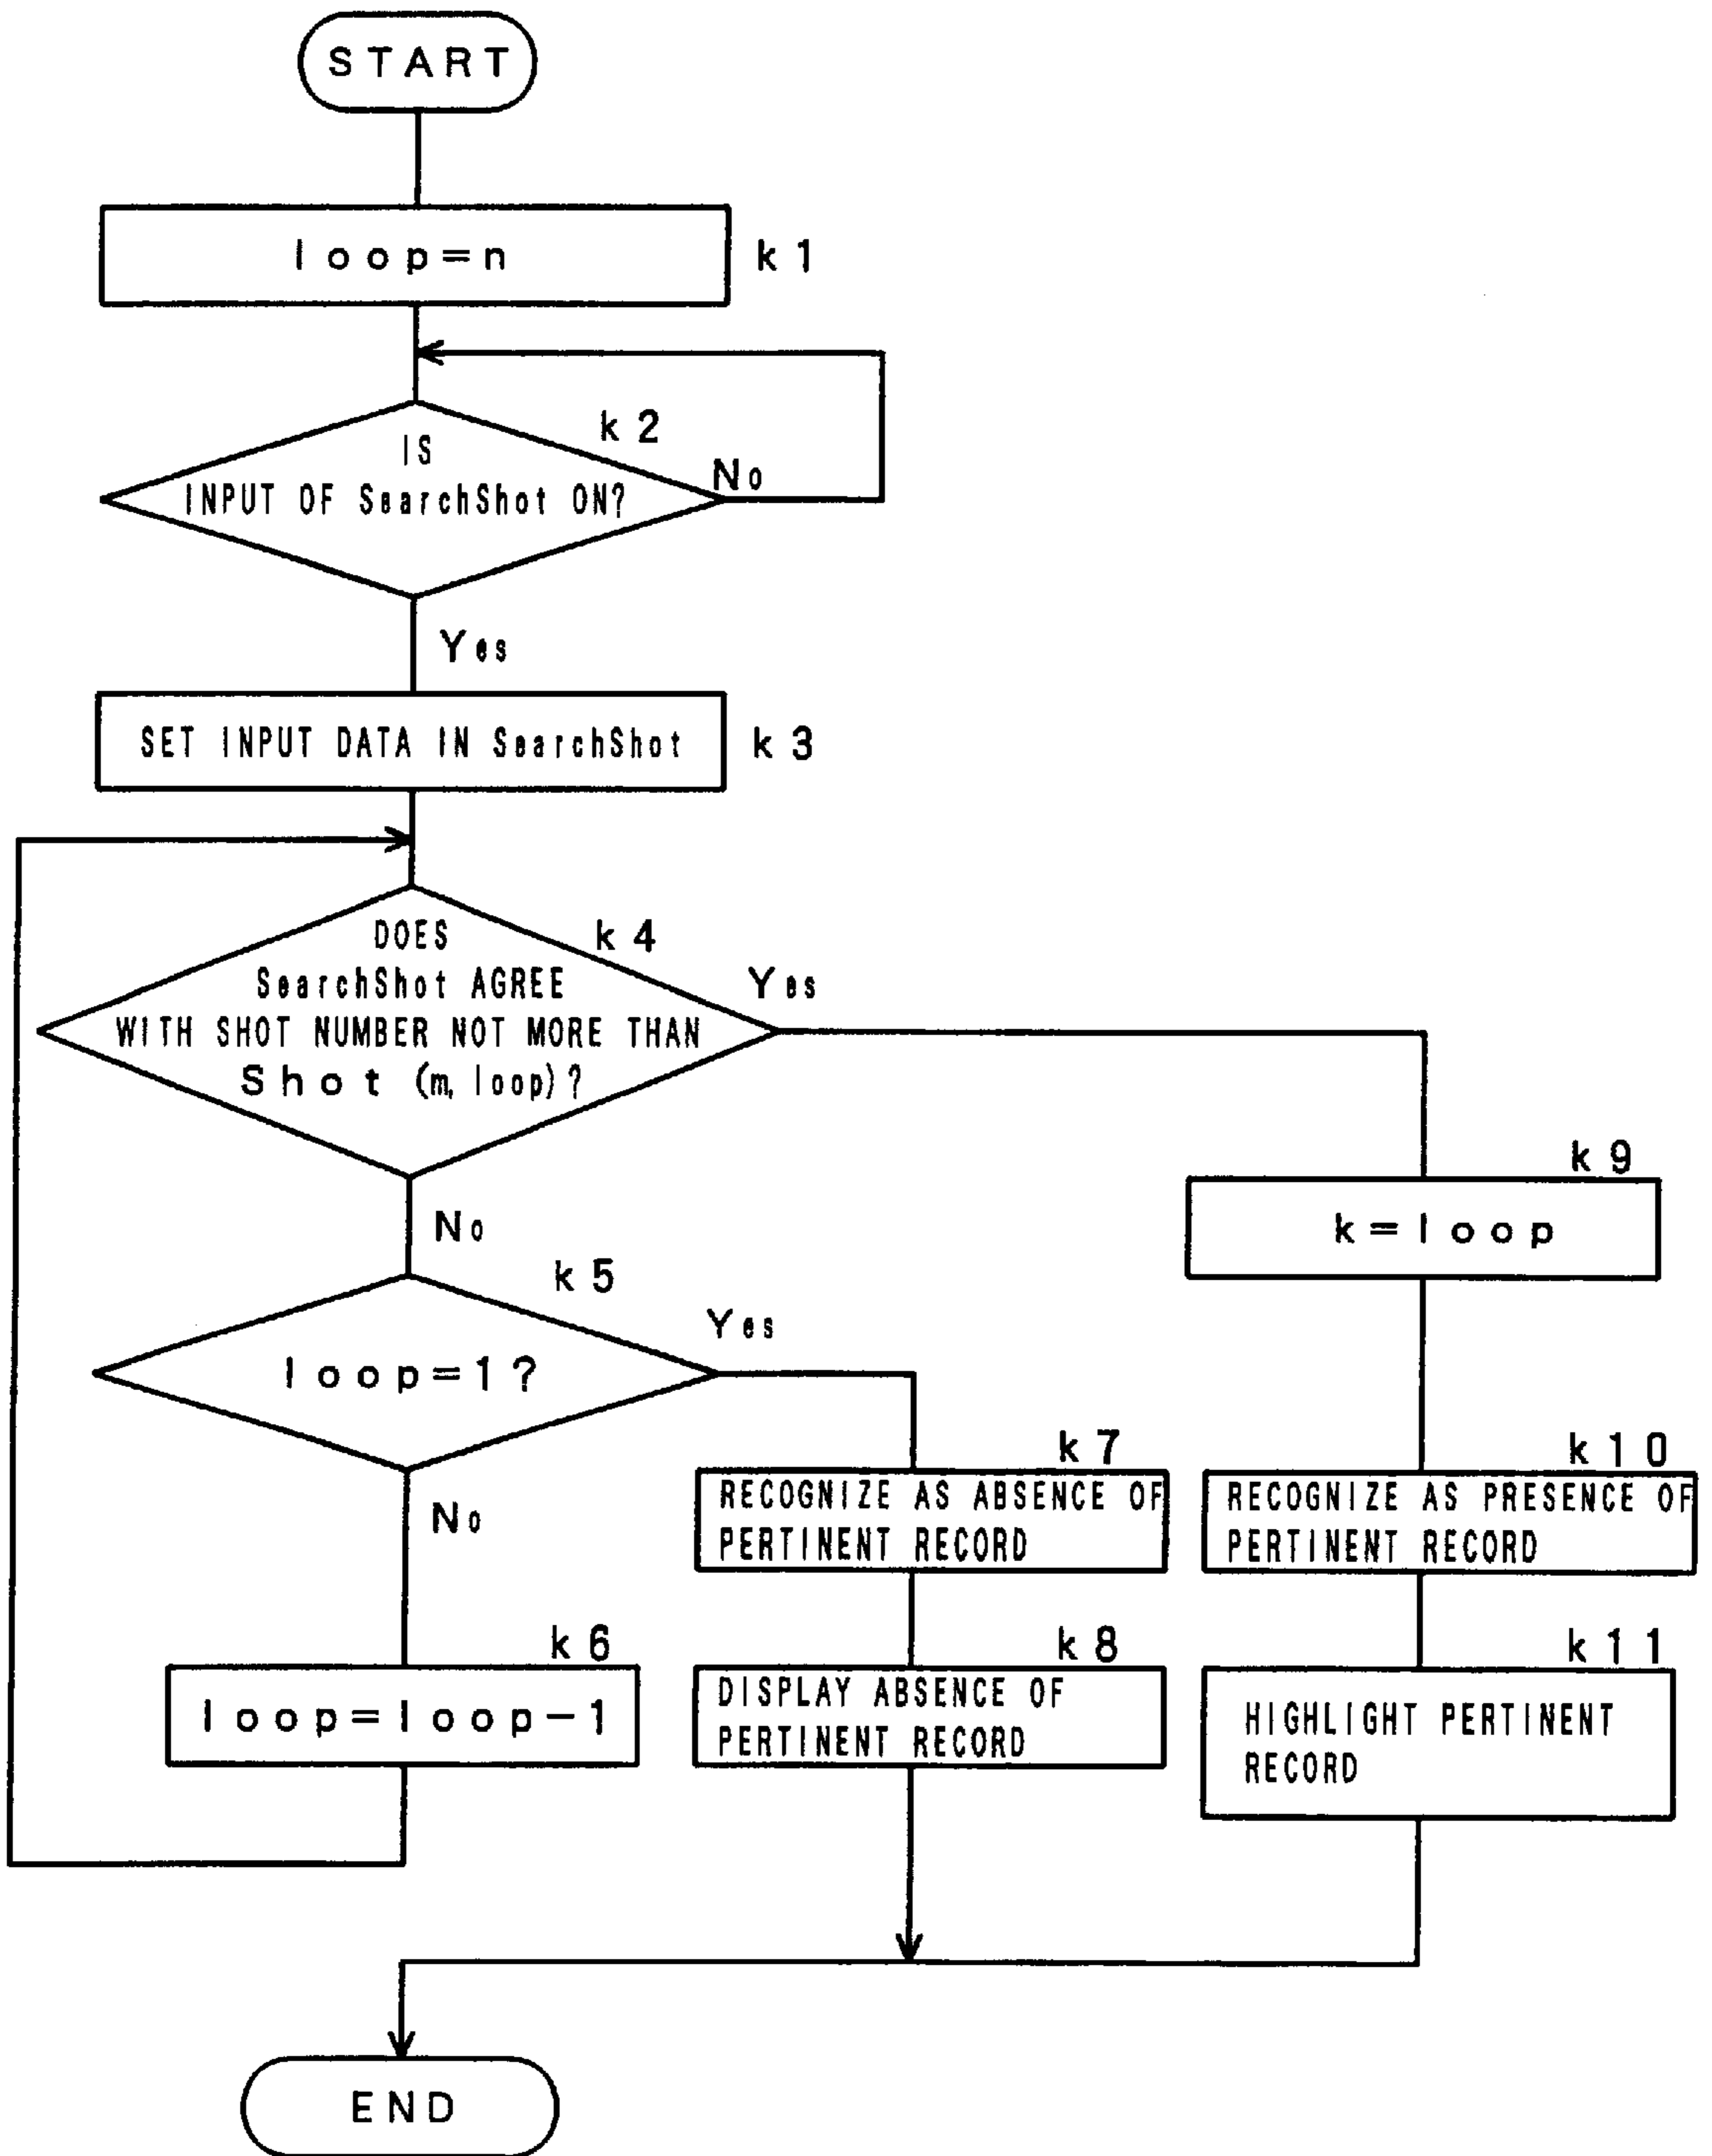 START
loop=n
k1
k2
IS
INPUT OF SearchShot ON?
No
Yes
SET INPUT DATA IN SearchShot
k3
k4
DOES
SearchShot AGREE
WITH SHOT NUMBER NOT MORE THAN
Shot (m, loop)?
Yes
No
k9
k=loop
k5
loop=1?
Yes
No
k7
RECOGNIZE AS ABSENCE OF
PERTINENT RECORD
k10
RECOGNIZE AS PRESENCE OF
PERTINENT RECORD
k6
loop=loop-1
k8
DISPLAY ABSENCE OF
PERTINENT RECORD
k11
HIGHLIGHT PERTINENT
RECORD
END